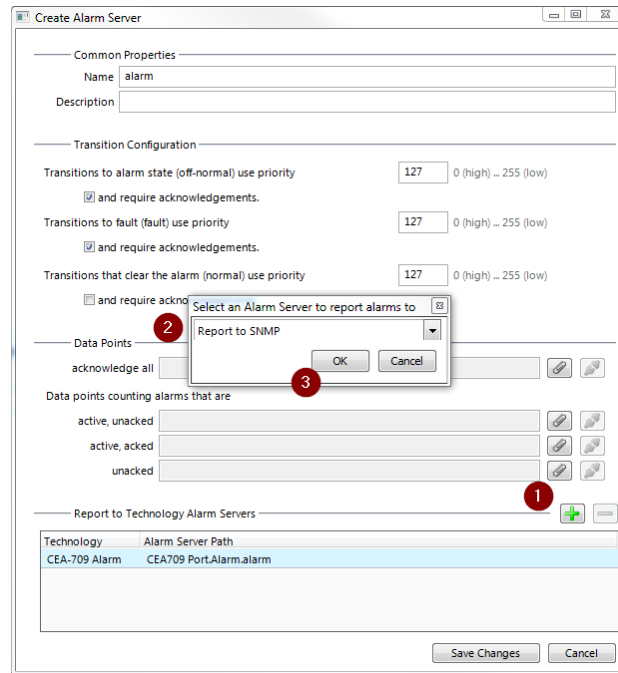 Create Alarm Server
Common Properties
Name alarm
Description
Transition Configuration
Transitions to alarm state (off-normal) use priority 127 0 (high) ... 255 (low)
and require acknowledgements.
Transitions to fault (fault) use priority 127 0 (high) ... 255 (low)
and require acknowledgements.
Transitions that clear the alarm (normal) use priority 127 0 (high) ... 255 (low)
and require ackno
Select an Alarm Server to report alarms to
2
Report to SNMP
OK Cancel
3
Data Points
acknowledge all
Data points counting alarms that are
active, unacked
active, acked
unacked
1
Report to Technology Alarm Servers
Technology Alarm Server Path
CEA-709 Alarm CEA709 Port.Alarm.alarm
Save Changes Cancel